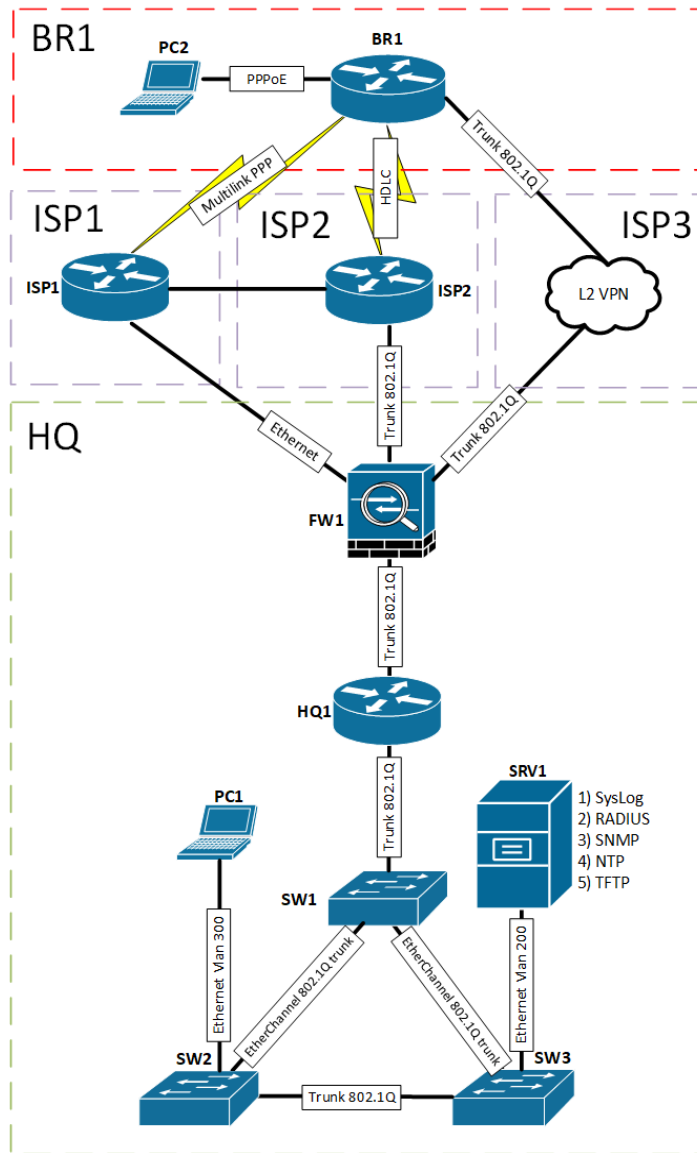 BR1
PC2
BR1
PPPoE
Trunk 802.1Q
Multilink PPP
HDLC
ISP1
ISP2
ISP3
ISP1
ISP2
L2 VPN
Ethernet
Trunk 802.1Q
Trunk 802.1Q
HQ
FW1
Trunk 802.1Q
HQ1
Trunk 802.1Q
SRV1
1) SysLog
2) RADIUS
3) SNMP
4) NTP
5) TFTP
PC1
SW1
Ethernet Vlan 300
EtherChannel 802.1Q trunk
EtherChannel 802.1Q trunk
Ethernet Vlan 200
SW2
SW3
Trunk 802.1Q